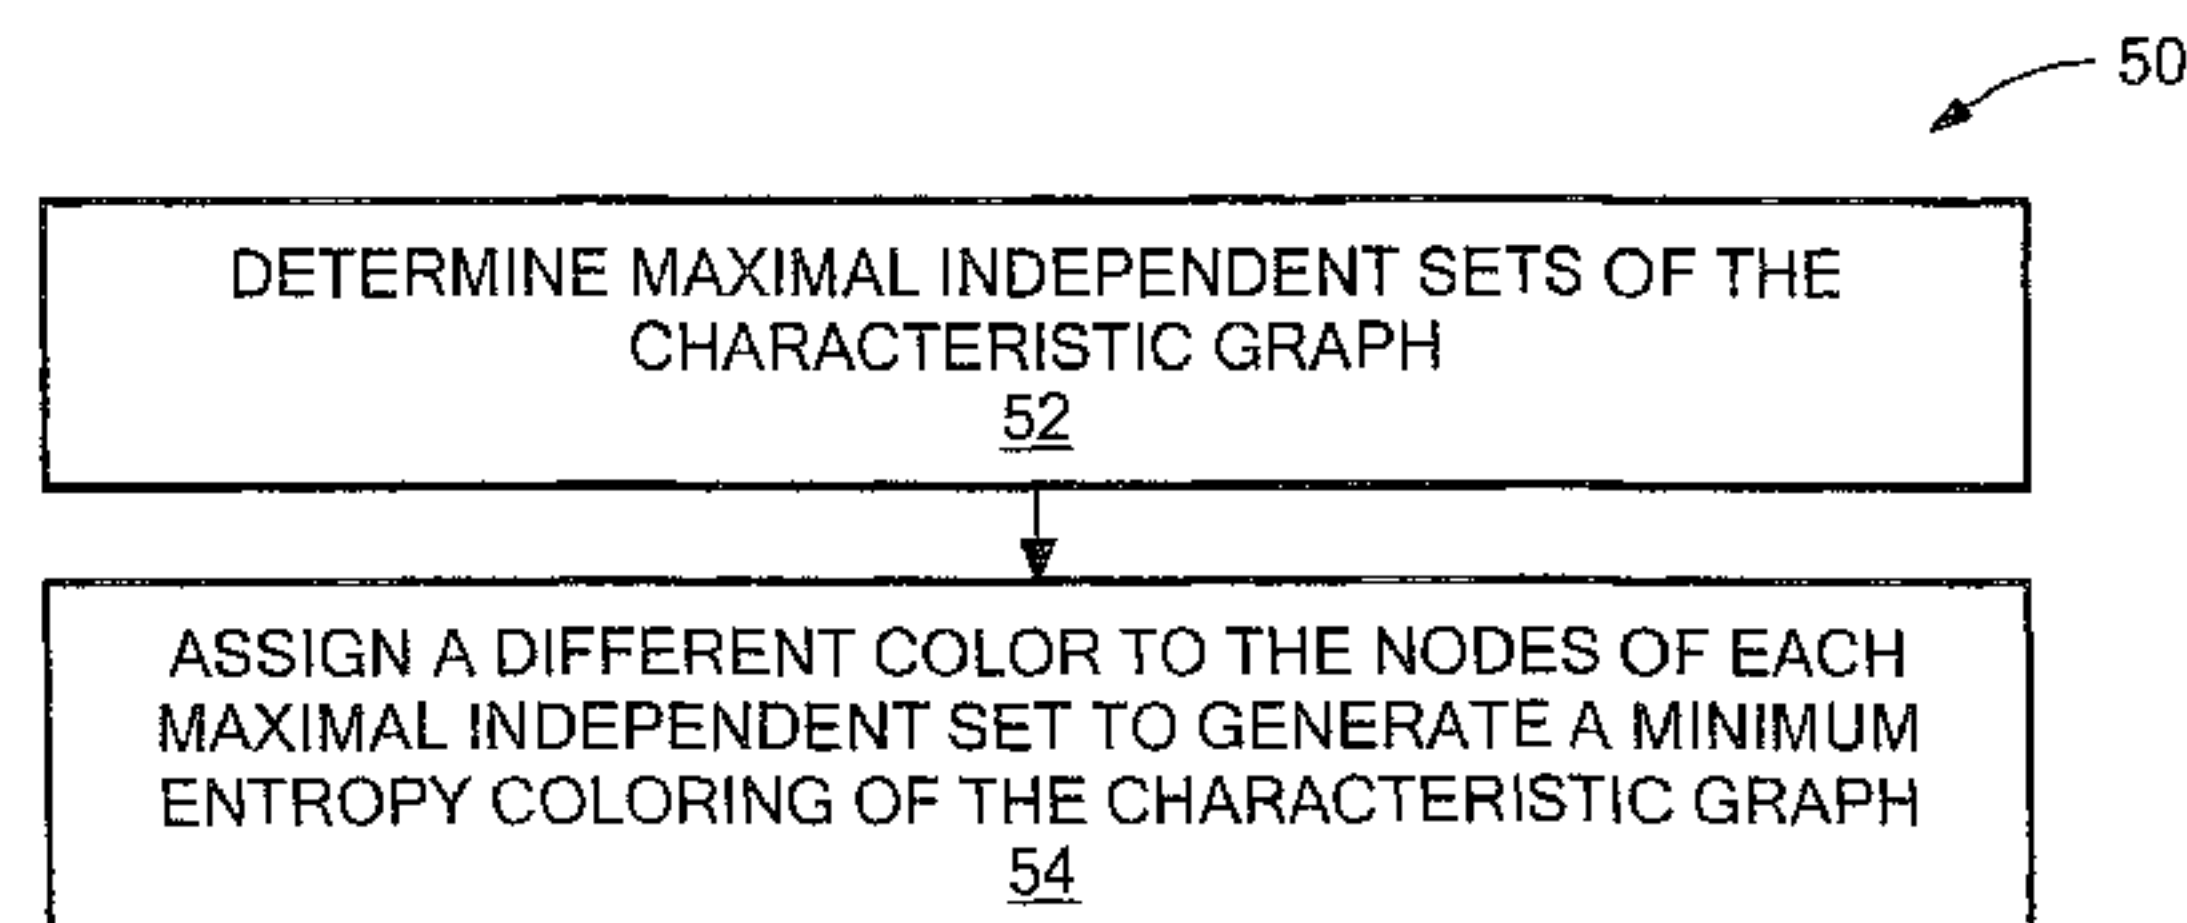 50
DETERMINE MAXIMAL INDEPENDENT SETS OF THE
CHARACTERISTIC GRAPH
52
ASSIGN A DIFFERENT COLOR TO THE NODES OF EACH
MAXIMAL INDEPENDENT SET TO GENERATE A MINIMUM
ENTROPY COLORING OF THE CHARACTERISTIC GRAPH
54